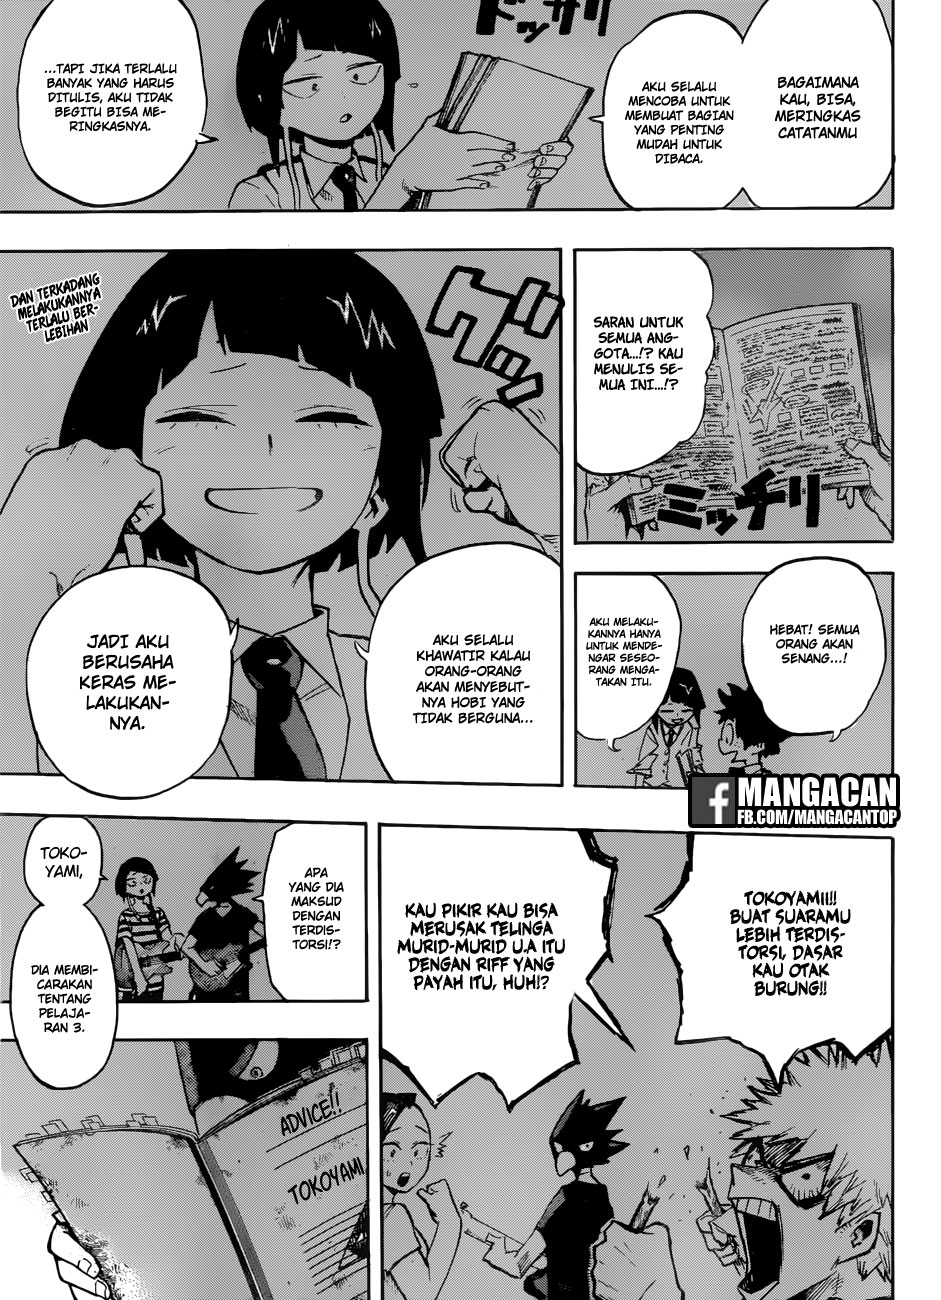 ドッサリ
BAGAIMANA
KAU, BISA,
MERINGKAS
CATATANMU
AKU SELALU
MENCOBA UNTUK
MEMBUAT BAGIAN
YANG PENTING
MUDAH UNTUK
DIBACA.
...TAPI JIKA TERLALU
BANYAK YANG HARUS
DITULIS, AKU TIDAK
BEGITU BISA ME-
RINGKASNYA.
SARAN UNTUK
SEMUA ANG-
GOTA...!? KAU
MENULIS SE-
MUA INI...!?
ミッチリ
DAN TERKADANG
MELAKUKANNYA
TERLALU BER-
LEBIHAN
グッ
HEBAT! SEMUA
ORANG AKAN
SENANG...!
AKU MELAKU-
KANNYA HANYA
UNTUK MENDE-
NGAR SESEO-
RANG MENGA-
TAKAN ITU.
AKU SELALU
KHAWATIR KALAU
ORANG-ORANG
AKAN MENYEBUT-
NYA HOBI YANG
TIDAK BERGUNA...
JADI AKU
BERUSAHA
KERAS ME-
LAKUKAN-
NYA.
MANGACAN
FB.COM/MANGACANTOP
TOKOYAMI!!!
BUAT SUARAMU
LEBIH TERDIS-
TORSI, DASAR
KAU OTAK
BURUNG!!
KAU PIKIR KAU BISA
MERUSAK TELINGA
MURID-MURID U.A ITU
DENGAN RIFF YANG
PAYAH ITU, HUH!?
APA
YANG DIA
MAKSUD
DENGAN
TERDIS-
TORSI!?
TOKO-
YAMI,
DIA MEMBI-
CARAKAN
TENTANG
PELAJA-
RAN 3.
ADVICE!!
TOKOYAMI